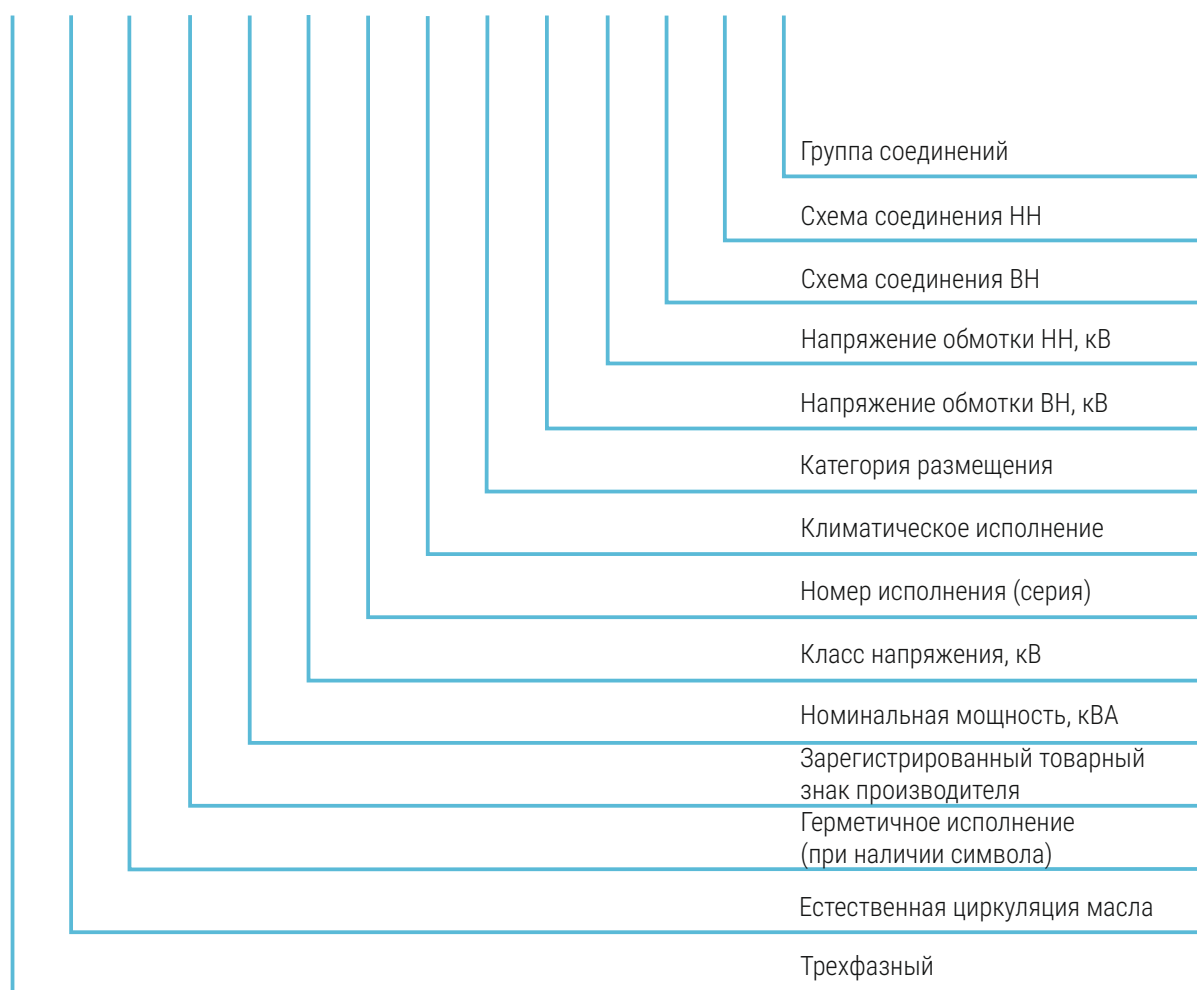 Группа соединений
Схема соединения НН
Схема соединения ВН
Напряжение обмотки НН, кВ
Напряжение обмотки ВН, кВ
Категория размещения
Климатическое исполнение
Номер исполнения (серия)
Класс напряжения, кВ
Номинальная мощность, кВА
Зарегистрированный товарный
знак производителя
Герметичное исполнение
(при наличии символа)
Естественная циркуляция масла
Трехфазный